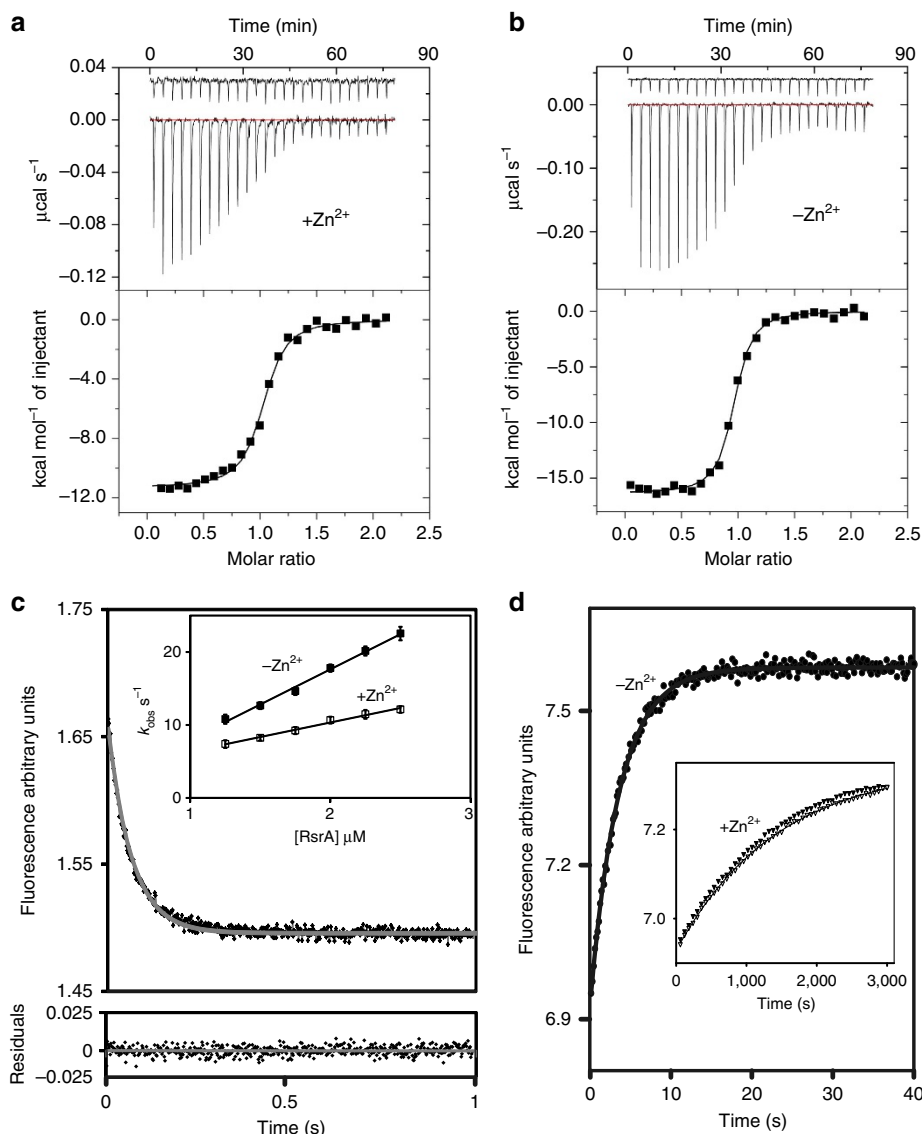 a
Time (min)
0 30 60 90
0.04
0.00
–0.04
–0.08
–0.12
μcal s–1
+Zn2+
0.0
–4.0
–8.0
–12.0
kcal mol–1 of injectant
0.0 0.5 1.0 1.5 2.0 2.5
Molar ratio
b
Time (min)
0 30 60 90
0.00
–0.10
–0.20
μcal s–1
–Zn2+
0.0
–5.0
–10.0
–15.0
kcal mol–1 of injectant
0.0 0.5 1.0 1.5 2.0 2.5
Molar ratio
c
1.75
1.65
1.55
1.45
Fluorescence arbitrary units
20
10
0
kobs s–1
–Zn2+
+Zn2+
1 2 3
[RsrA] μM
0.025
0
–0.025
Residuals
0 0.5 1
Time (s)
d
7.5
7.2
6.9
Fluorescence arbitrary units
–Zn2+
7.2
7.0
+Zn2+
0 1,000 2,000 3,000
Time (s)
0 10 20 30 40
Time (s)